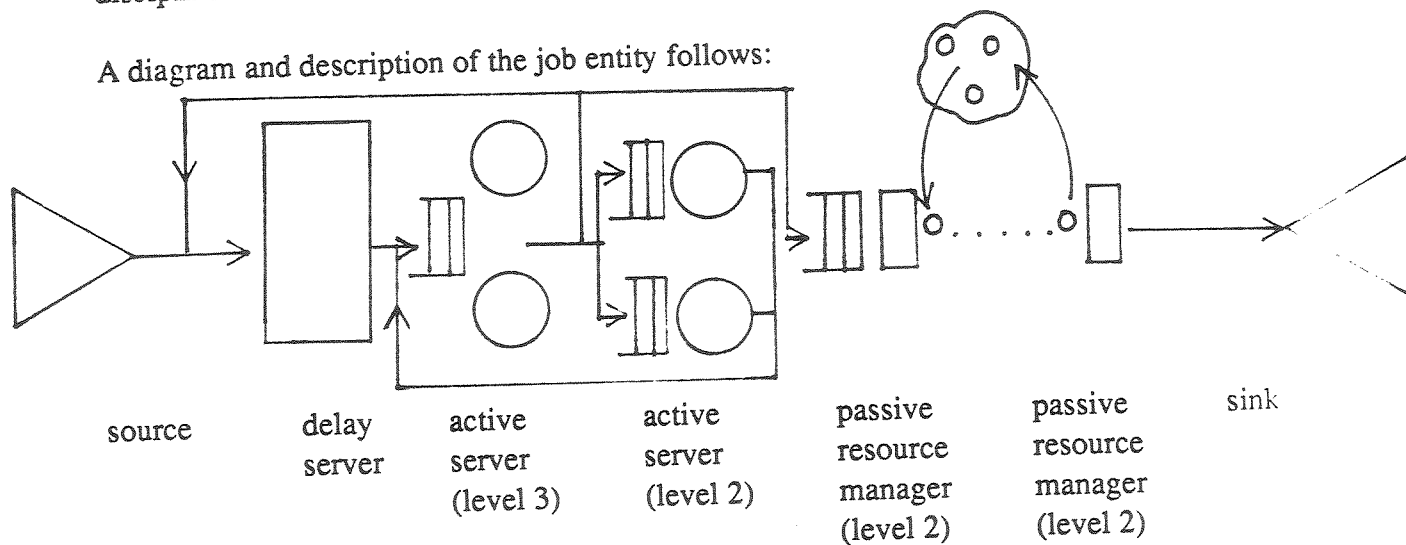 A diagram and description of the job entity follows:
source
delay
server
active
server
(level 3)
active
server
(level 2)
passive
resource
manager
(level 2)
passive
resource
manager
(level 2)
sink